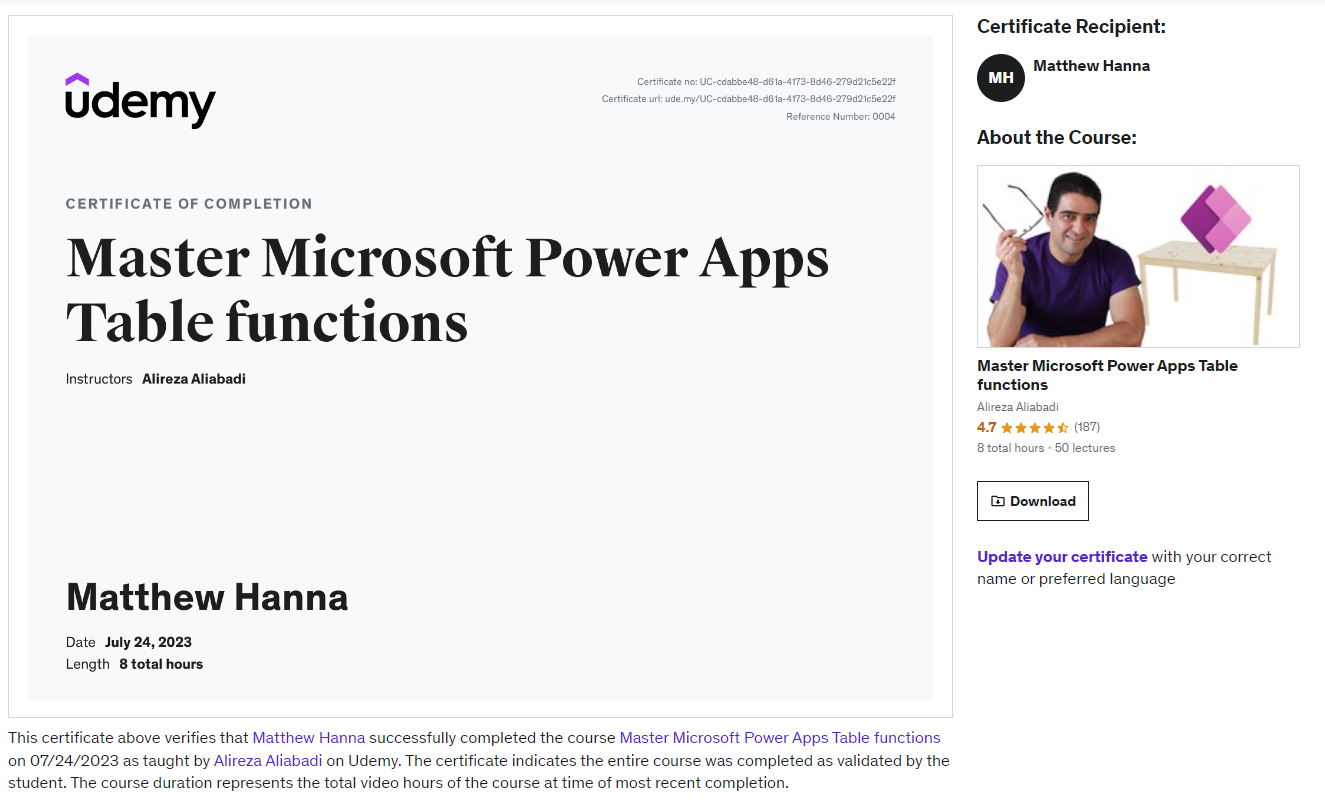 udemy
Certificate no: UC-cdabbe48-d61a-4173-8d46-279d21c5e22f
Certificate url: ude.my/UC-cdabbe48-d61a-4173-8d46-279d21c5e22f
Reference Number: 0004
CERTIFICATE OF COMPLETION
Master Microsoft Power Apps
Table functions
Instructors Alireza Aliabadi
Matthew Hanna
Date July 24, 2023
Length 8 total hours
This certificate above verifies that Matthew Hanna successfully completed the course Master Microsoft Power Apps Table functions
on 07/24/2023 as taught by Alireza Aliabadi on Udemy. The certificate indicates the entire course was completed as validated by the
student. The course duration represents the total video hours of the course at time of most recent completion.
Certificate Recipient:
MH
Matthew Hanna
About the Course:
Master Microsoft Power Apps Table
functions
Alireza Aliabadi
4.7 (187)
8 total hours · 50 lectures
Download
Update your certificate with your correct
name or preferred language